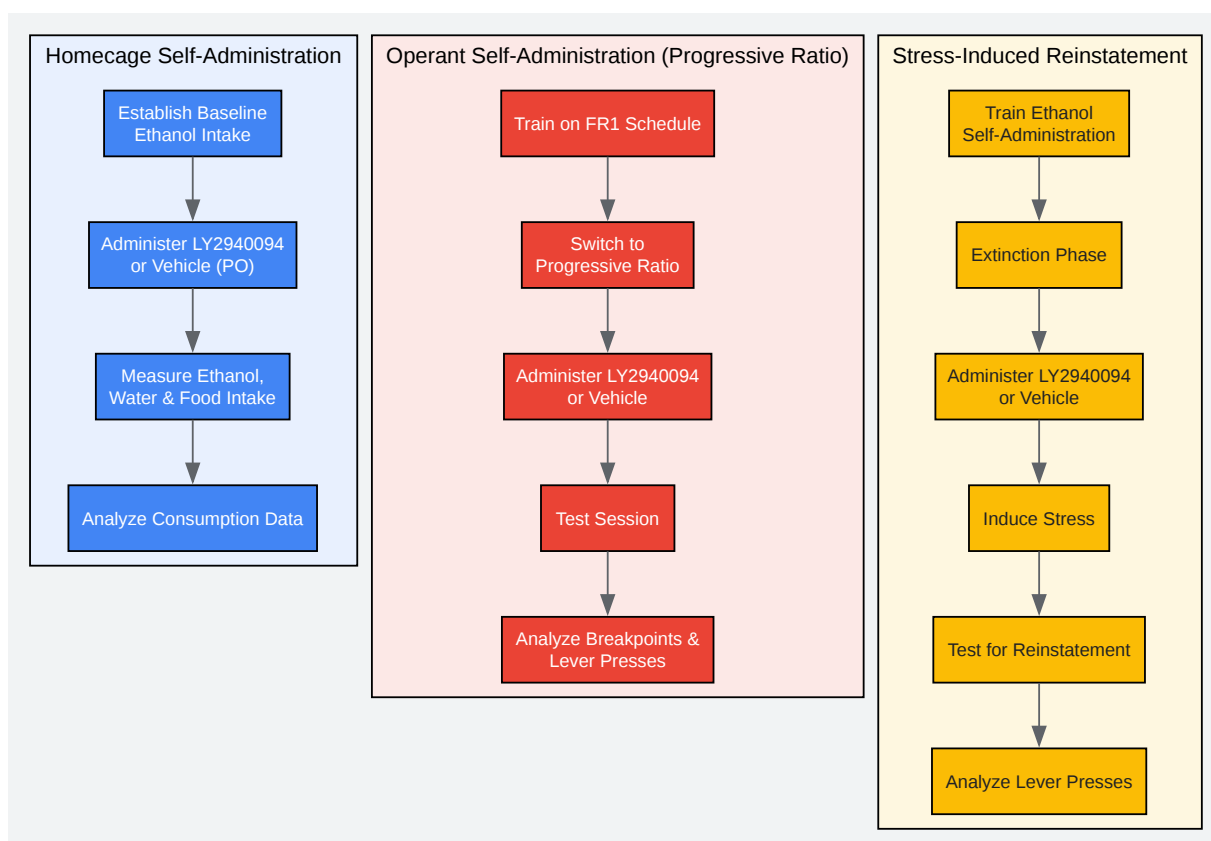 Homecage Self-Administration
Establish Baseline
Ethanol Intake
Administer LY2940094
or Vehicle (PO)
Measure Ethanol,
Water & Food Intake
Analyze Consumption Data
Operant Self-Administration (Progressive Ratio)
Train on FR1 Schedule
Switch to
Progressive Ratio
Administer LY2940094
or Vehicle
Test Session
Analyze Breakpoints &
Lever Presses
Stress-Induced Reinstatement
Train Ethanol
Self-Administration
Extinction Phase
Administer LY2940094
or Vehicle
Induce Stress
Test for Reinstatement
Analyze Lever Presses